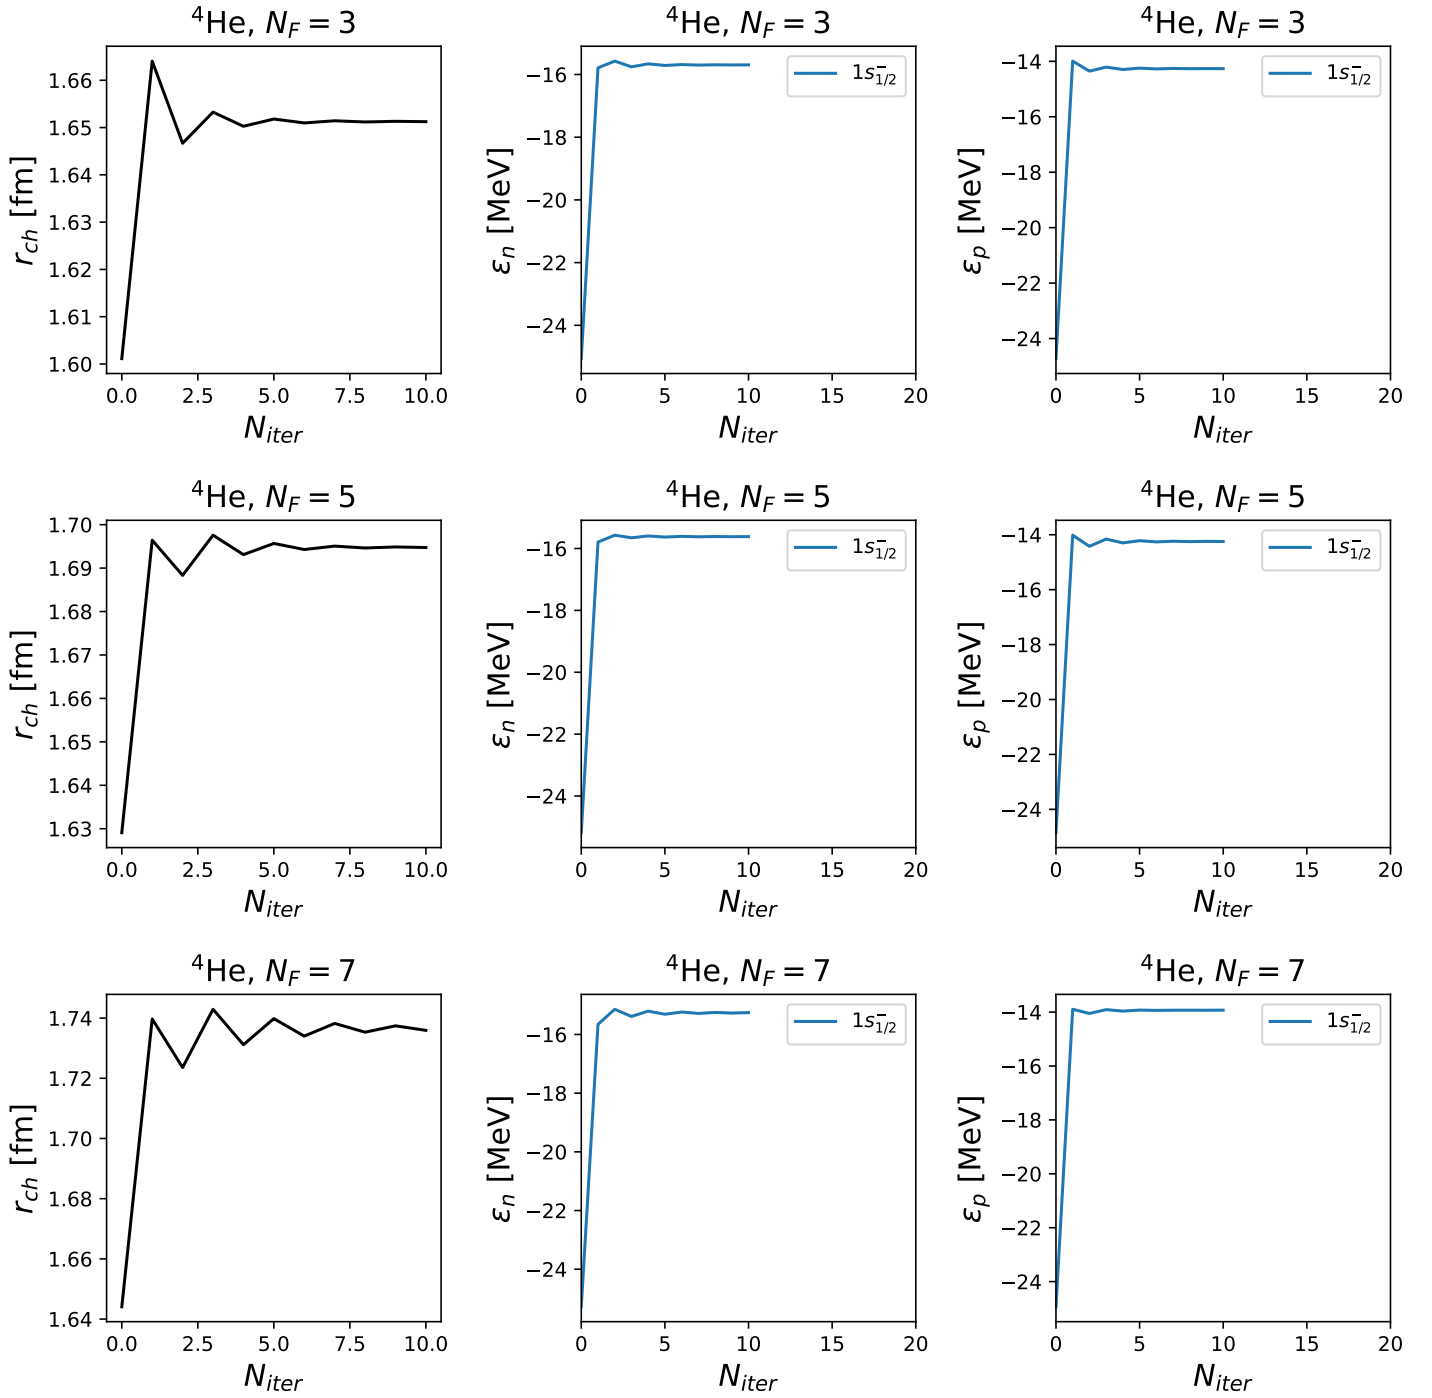 ⁴He, N_F = 3
r_ch [fm]
1.66
1.65
1.64
1.63
1.62
1.61
1.60
0.0 2.5 5.0 7.5 10.0
N_iter
⁴He, N_F = 3
ε_n [MeV]
1s⁻_1/2
−16
−18
−20
−22
−24
0 5 10 15 20
N_iter
⁴He, N_F = 3
ε_p [MeV]
1s⁻_1/2
−14
−16
−18
−20
−22
−24
0 5 10 15 20
N_iter
⁴He, N_F = 5
r_ch [fm]
1.70
1.69
1.68
1.67
1.66
1.65
1.64
1.63
0.0 2.5 5.0 7.5 10.0
N_iter
⁴He, N_F = 5
ε_n [MeV]
1s⁻_1/2
−16
−18
−20
−22
−24
0 5 10 15 20
N_iter
⁴He, N_F = 5
ε_p [MeV]
1s⁻_1/2
−14
−16
−18
−20
−22
−24
0 5 10 15 20
N_iter
⁴He, N_F = 7
r_ch [fm]
1.74
1.72
1.70
1.68
1.66
1.64
0.0 2.5 5.0 7.5 10.0
N_iter
⁴He, N_F = 7
ε_n [MeV]
1s⁻_1/2
−16
−18
−20
−22
−24
0 5 10 15 20
N_iter
⁴He, N_F = 7
ε_p [MeV]
1s⁻_1/2
−14
−16
−18
−20
−22
−24
0 5 10 15 20
N_iter